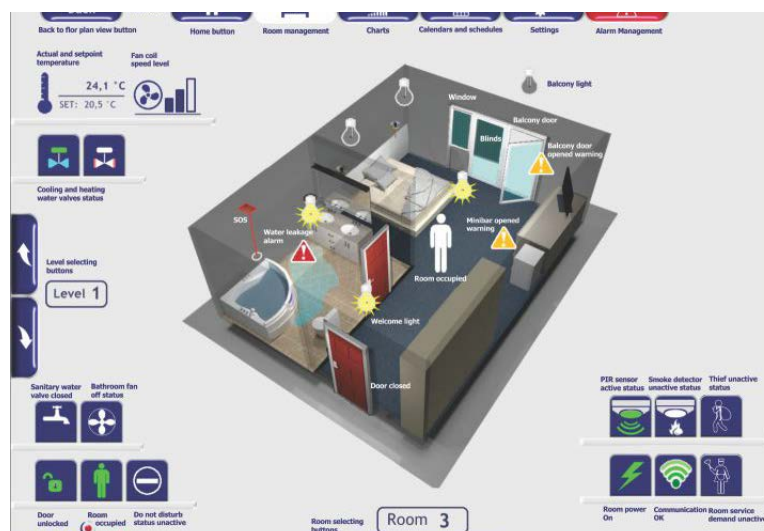 Back to flor plan view button
Home button
Room management
Charts
Calendars and schedules
Settings
Alarm Management
Actual and setpoint
temperature
Fan coil
speed level
24,1 °C
SET: 20,5 °C
Balcony light
Window
Balcony door
Blinds
Balcony door
opened warning
Cooling and heating
water valves status
SOS
Water leakage
alarm
Minibar opened
warning
Room occupied
Level selecting
buttons
Level 1
Welcome light
Door closed
Sanitary water
valve closed
Bathroom fan
off status
PIR sensor
active status
Smoke detector
unactive status
Thief unactive
status
Door
unlocked
Room
occupied
Do not disturb
status unactive
Room power
On
Communication
OK
Room service
demand unactive
Room selecting
buttons
Room 3